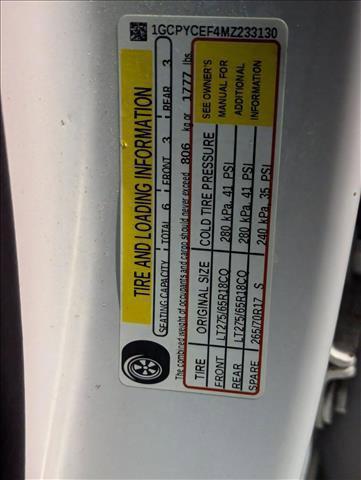 1GCPYCEF4MZ233130
TIRE AND LOADING INFORMATION
SEATING CAPACITY TOTAL 6 FRONT 3 REAR 3
The combined weight of occupants and cargo should never exceed 806 kg or 1777 lbs
TIRE ORIGINAL SIZE COLD TIRE PRESSURE
FRONT LT275/65R18CO 280 kPa, 41 PSI
REAR LT275/65R18CO 280 kPa, 41 PSI
SPARE 265/70R17 S 240 kPa, 35 PSI
SEE OWNER'S
MANUAL FOR
ADDITIONAL
INFORMATION